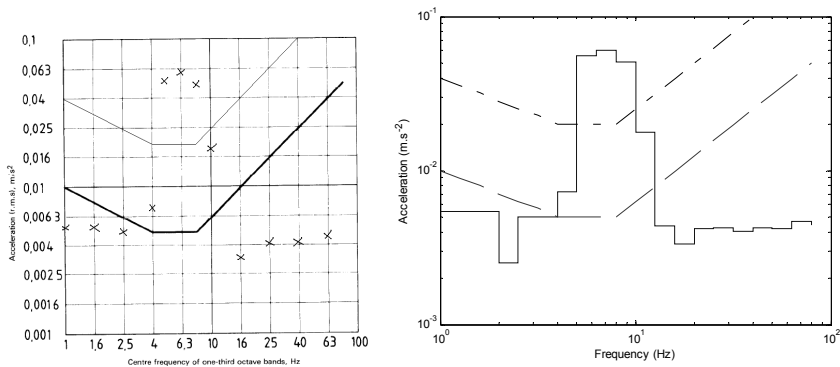 0,1
0,063
0,04
0,025
0,016
0,01
0,006 3
0,004
0,002 5
0,0016
0,001
Acceleration (r.m.s), m/s²
1 1,6 2,5 4 6,3 10 16 25 40 63 100
Centre frequency of one-third octave bands, Hz
10-1
10-2
10-3
Acceleration (m.s-2)
100 101 102
Frequency (Hz)